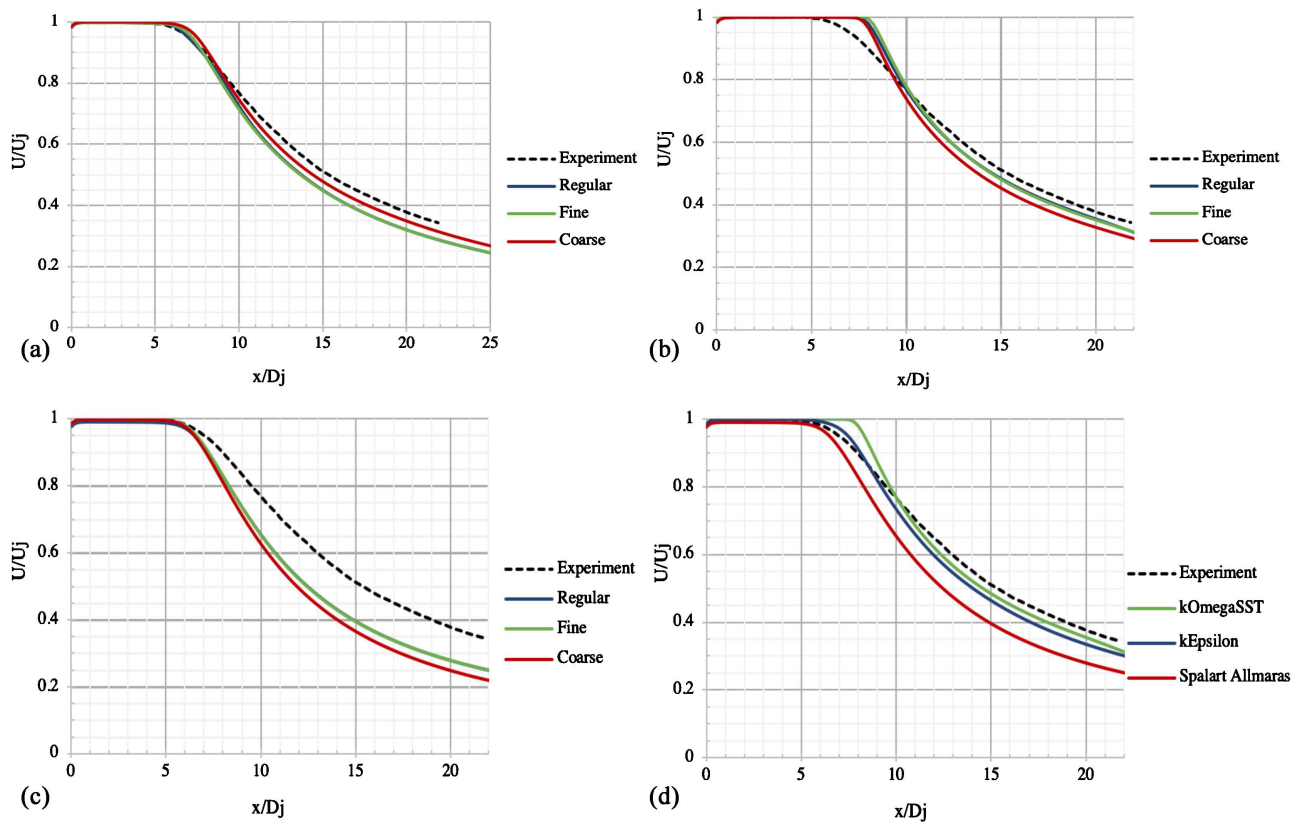 1
0.8
0.6
0.4
0.2
0
U/Uj
0 5 10 15 20 25
x/Dj
Experiment
Regular
Fine
Coarse
(a)
1
0.8
0.6
0.4
0.2
0
U/Uj
0 5 10 15 20
x/Dj
Experiment
Regular
Fine
Coarse
(b)
1
0.8
0.6
0.4
0.2
0
U/Uj
0 5 10 15 20
x/Dj
Experiment
Regular
Fine
Coarse
(c)
1
0.8
0.6
0.4
0.2
0
U/Uj
0 5 10 15 20
x/Dj
Experiment
kOmegaSST
kEpsilon
Spalart Allmaras
(d)